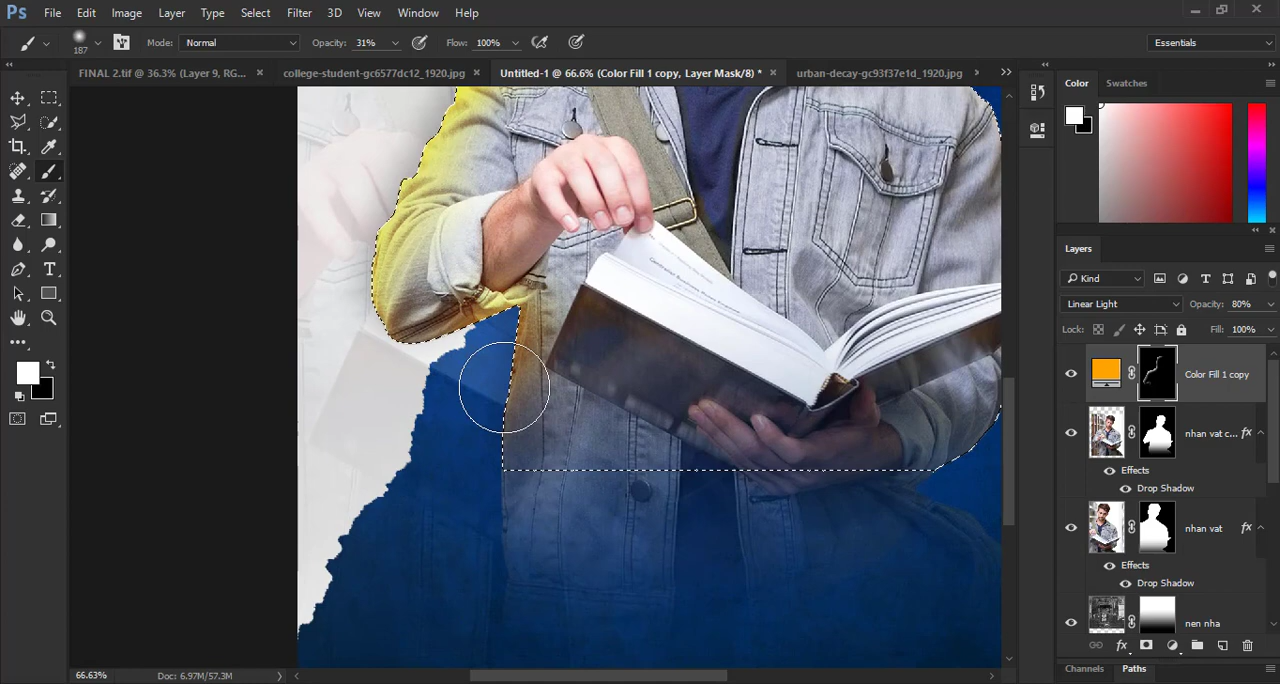 Ps File Edit Image Layer Type Select Filter 3D View Window Help
187 Mode: Normal Opacity: 31% Flow: 100% Essentials
FINAL 2.tif @ 36.3% (Layer 9, RG... × college-student-gc6577dc12_1920.jpg × Untitled-1 @ 66.6% (Color Fill 1 copy, Layer Mask/8) * × urban-decay-gc93f37e1d_1920.jpg
Color Swatches
Layers
Kind
Linear Light Opacity: 80%
Lock: Fill: 100%
Color Fill 1 copy
nhan vat c... fx
Effects
Drop Shadow
nhan vat fx
Effects
Drop Shadow
nen nha
fx
Channels Paths
66.63% Doc: 6.97M/57.3M